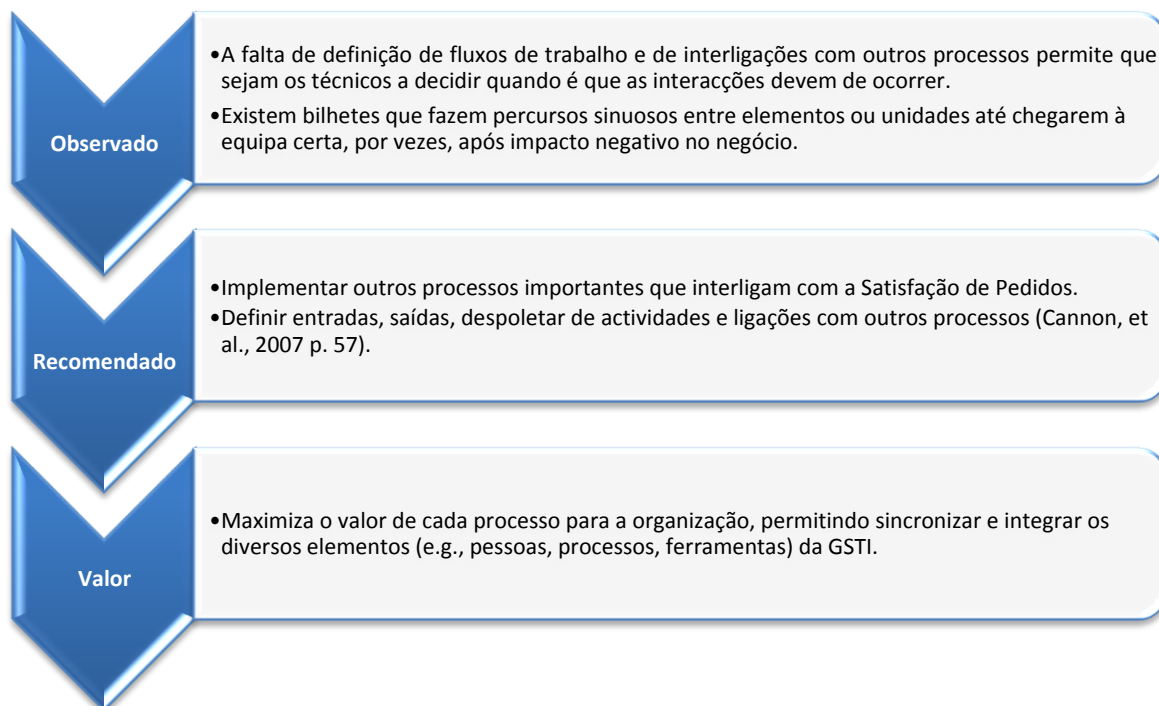 Observado
•A falta de definição de fluxos de trabalho e de interligações com outros processos permite que
sejam os técnicos a decidir quando é que as interacções devem de ocorrer.
•Existem bilhetes que fazem percursos sinuosos entre elementos ou unidades até chegarem à
equipa certa, por vezes, após impacto negativo no negócio.
Recomendado
•Implementar outros processos importantes que interligam com a Satisfação de Pedidos.
•Definir entradas, saídas, despoletar de actividades e ligações com outros processos (Cannon, et
al., 2007 p. 57).
Valor
•Maximiza o valor de cada processo para a organização, permitindo sincronizar e integrar os
diversos elementos (e.g., pessoas, processos, ferramentas) da GSTI.